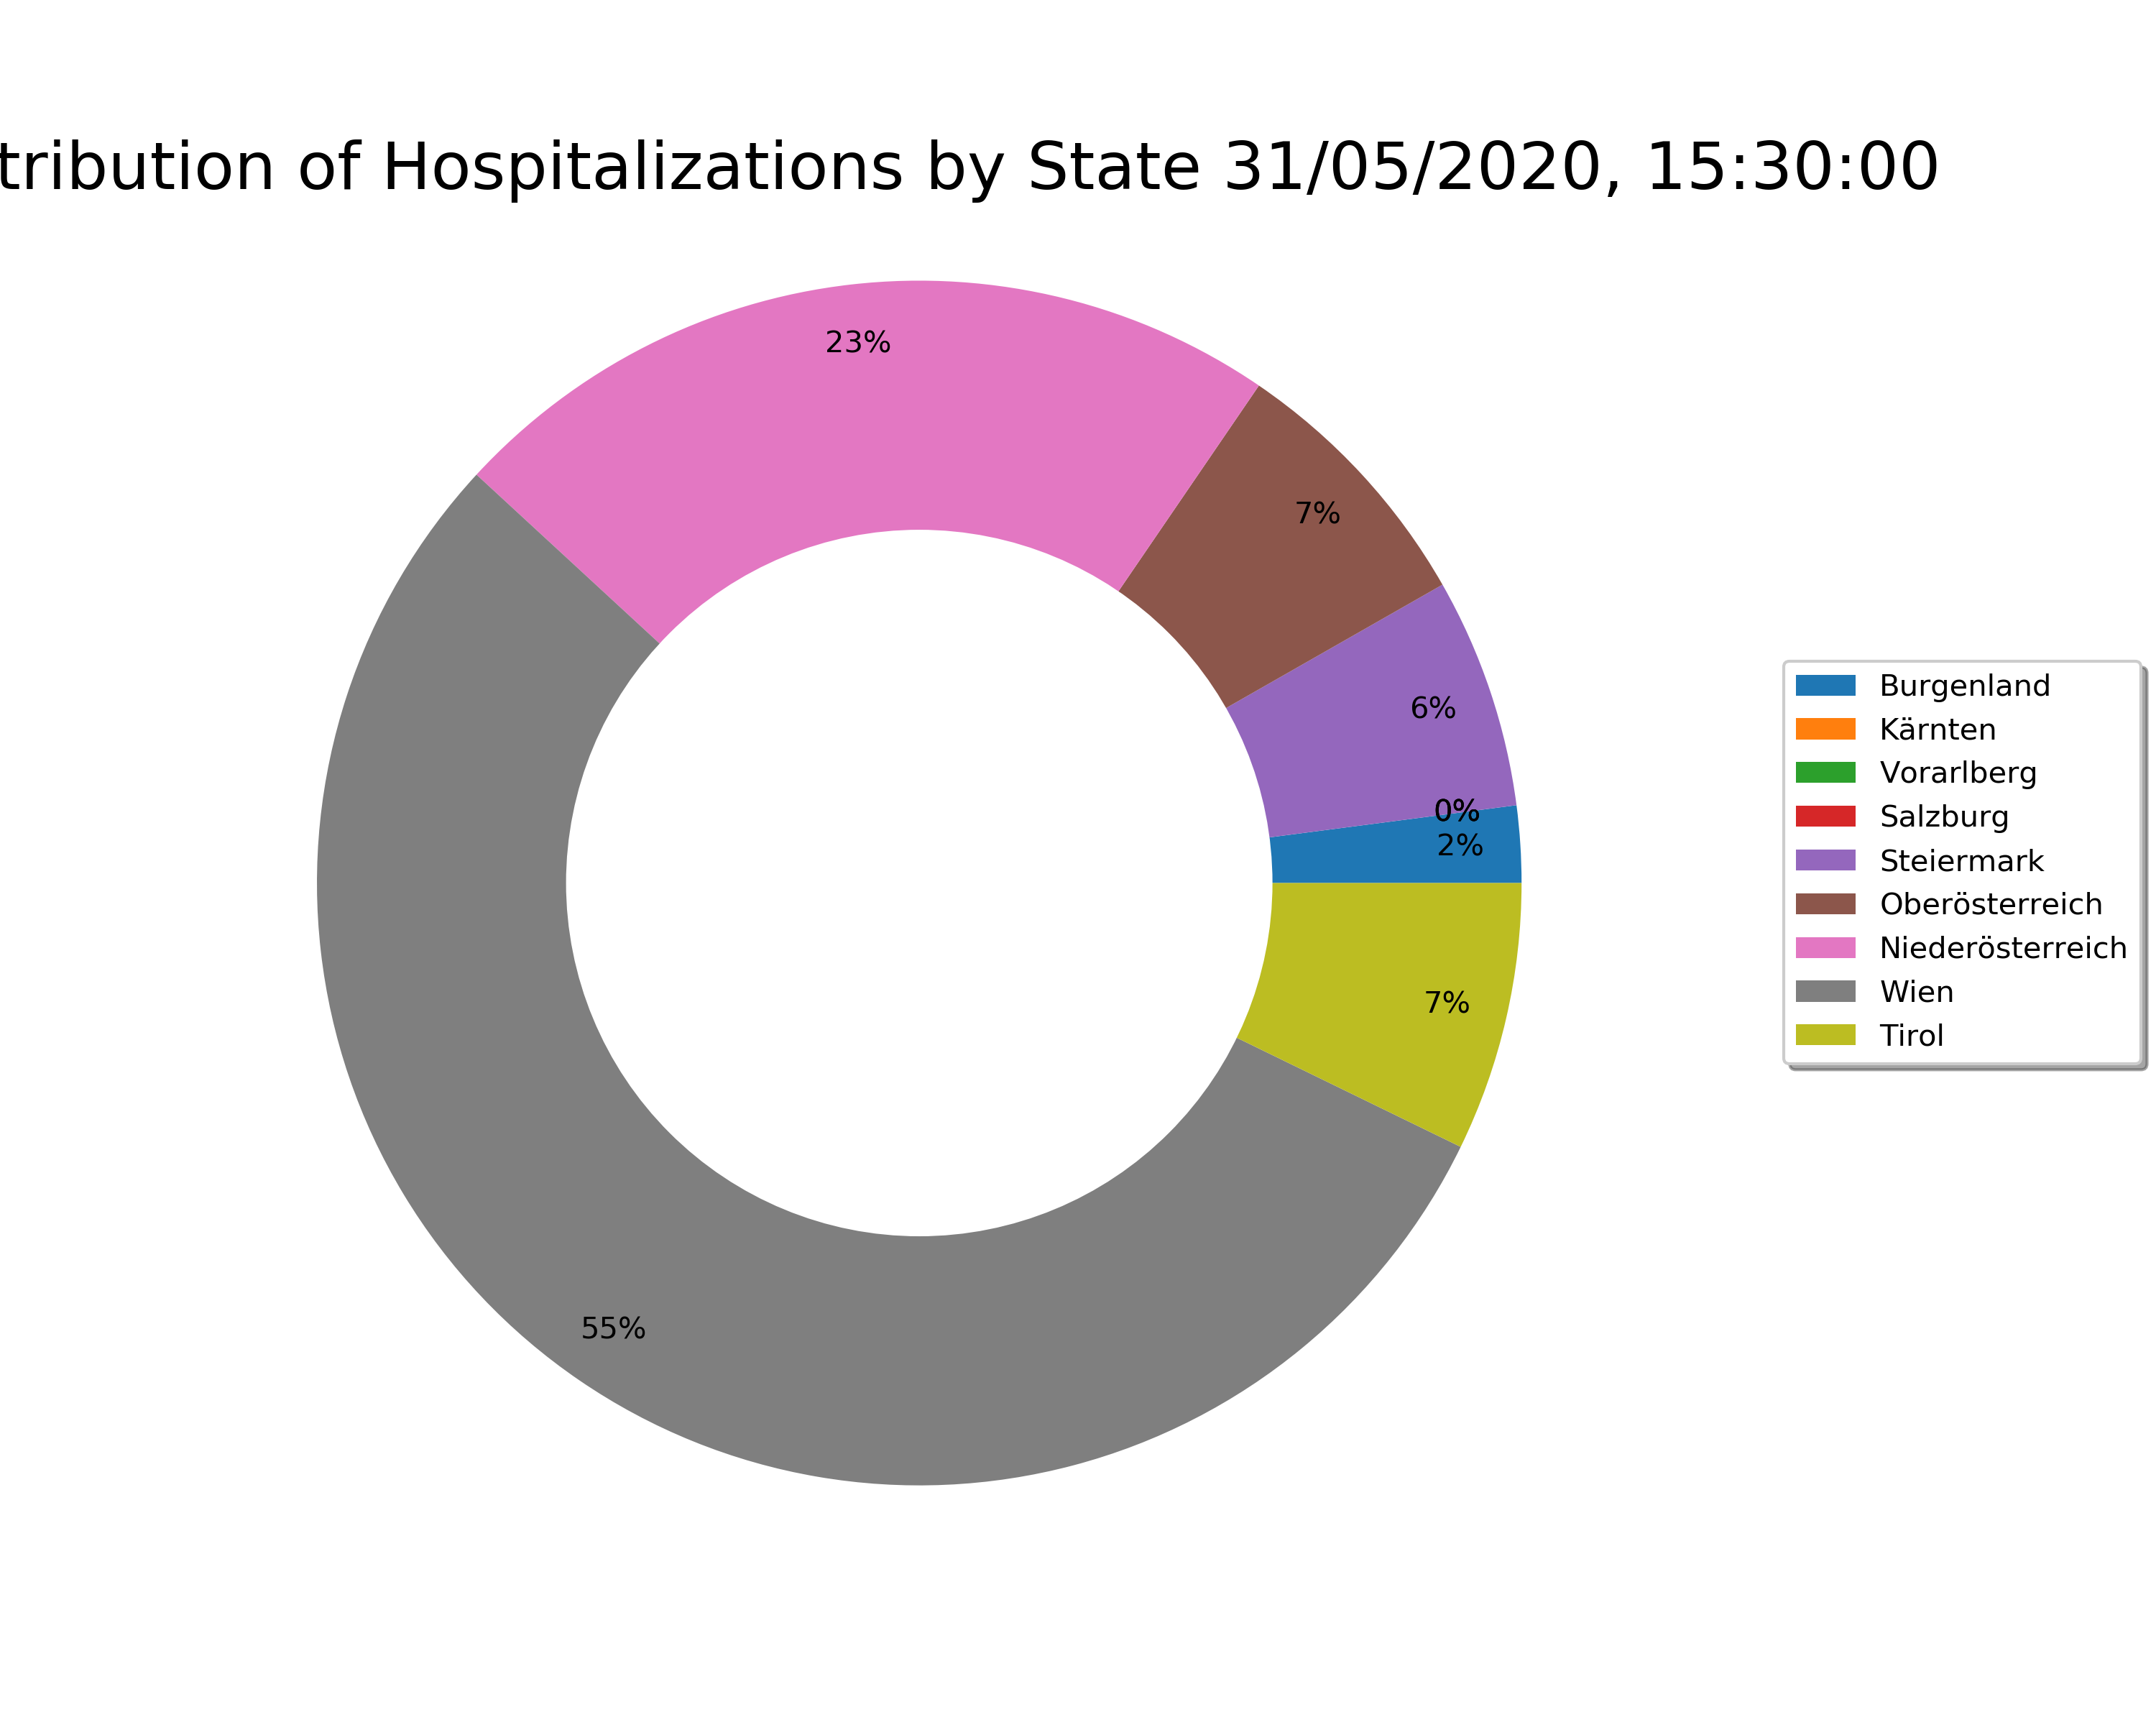 tribution of Hospitalizations by State 31/05/2020, 15:30:00
23%
7%
6%
0%
2%
7%
55%
Burgenland
Kärnten
Vorarlberg
Salzburg
Steiermark
Oberösterreich
Niederösterreich
Wien
Tirol